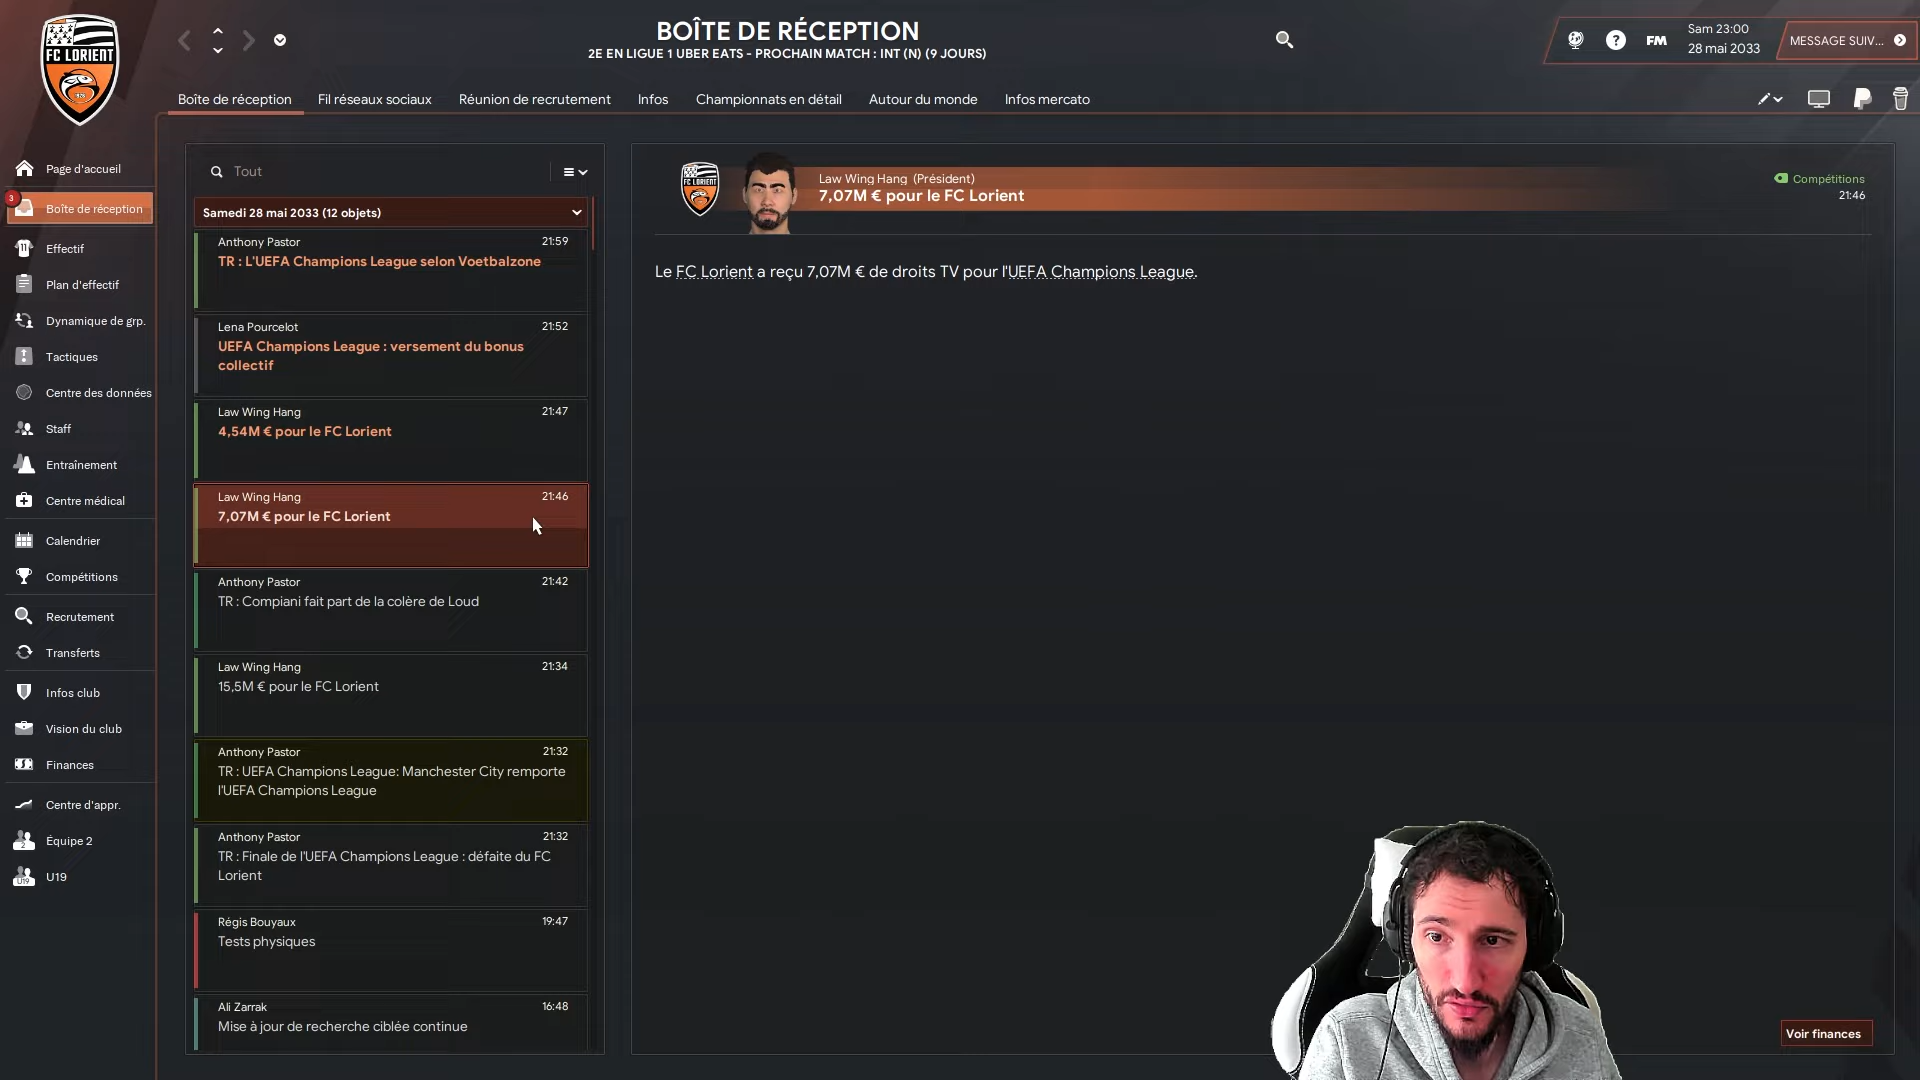 FC LORIENT
BOÎTE DE RÉCEPTION
2E EN LIGUE 1 UBER EATS - PROCHAIN MATCH : INT (N) (9 JOURS)
FM
Sam 23:00
28 mai 2033
MESSAGE SUIV...
Boîte de réception
Fil réseaux sociaux
Réunion de recrutement
Infos
Championnats en détail
Autour du monde
Infos mercato
Page d'accueil
3
Boîte de réception
Effectif
Plan d'effectif
Dynamique de grp.
Tactiques
Centre des données
Staff
Entraînement
Centre médical
Calendrier
Compétitions
Recrutement
Transferts
Infos club
Vision du club
Finances
Centre d'appr.
2
Équipe 2
U19
U19
Tout
Samedi 28 mai 2033 (12 objets)
Anthony Pastor 21:59
TR : L'UEFA Champions League selon Voetbalzone
Lena Pourcelot 21:52
UEFA Champions League : versement du bonus
collectif
Law Wing Hang 21:47
4,54M € pour le FC Lorient
Law Wing Hang 21:46
7,07M € pour le FC Lorient
Anthony Pastor 21:42
TR : Compiani fait part de la colère de Loud
Law Wing Hang 21:34
15,5M € pour le FC Lorient
Anthony Pastor 21:32
TR : UEFA Champions League: Manchester City remporte
l'UEFA Champions League
Anthony Pastor 21:32
TR : Finale de l'UEFA Champions League : défaite du FC
Lorient
Régis Bouyaux 19:47
Tests physiques
Ali Zarrak 16:48
Mise à jour de recherche ciblée continue
FC LORIENT
Law Wing Hang (Président)
7,07M € pour le FC Lorient
Compétitions
21:46
Le FC Lorient a reçu 7,07M € de droits TV pour l'UEFA Champions League.
Voir finances